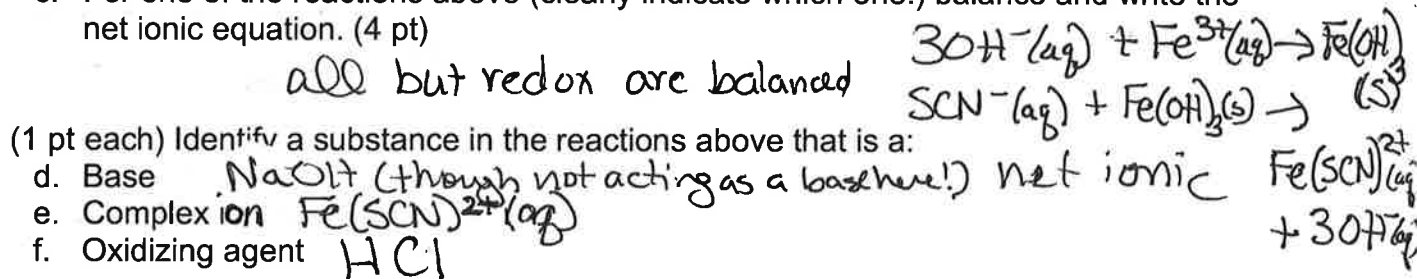 net ionic equation. (4 pt)
3OH⁻(aq) + Fe³⁺(aq) → Fe(OH)₃
(s)
all but redox are balanced
SCN⁻(aq) + Fe(OH)₃(s) →
(1 pt each) Identify a substance in the reactions above that is a:
d. Base NaOH (though not acting as a base here!) net ionic Fe(SCN)²⁺(aq)
e. Complex ion Fe(SCN)²⁺(aq)
+ 3OH⁻(aq)
f. Oxidizing agent HCl